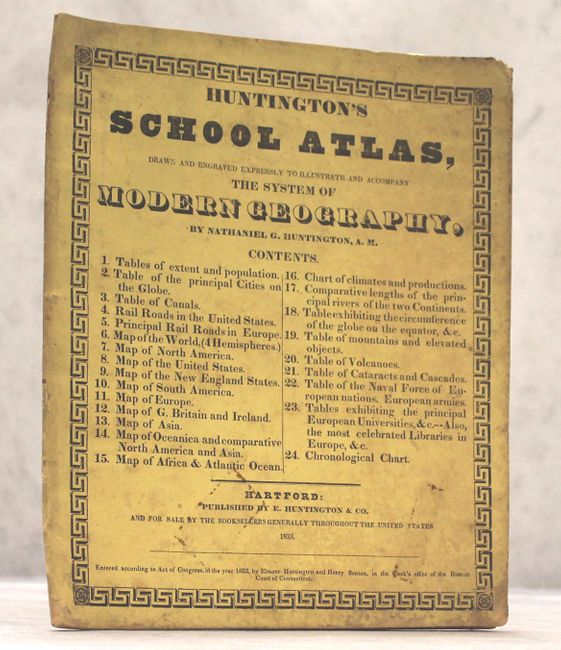 HUNTINGTON'S
SCHOOL ATLAS,
DRAWN AND ENGRAVED EXPRESSLY TO ILLUSTRATE AND ACCOMPANY
THE SYSTEM OF
MODERN GEOGRAPHY,
BY NATHANIEL G. HUNTINGTON, A. M.
CONTENTS.
1. Tables of extent and population.
2. Table of the principal Cities on
the Globe.
3. Table of Canals.
4. Rail Roads in the United States.
5. Principal Rail Roads in Europe.
6. Map of the World, (4 Hemispheres.)
7. Map of North America.
8. Map of the United States.
9. Map of the New England States.
10. Map of South America.
11. Map of Europe.
12. Map of G. Britain and Ireland.
13. Map of Asia.
14. Map of Oceanica and comparative
North America and Asia.
15. Map of Africa & Atlantic Ocean.
16. Chart of climates and productions.
17. Comparative lengths of the prin-
cipal rivers of the two Continents.
18. Table exhibiting the circumference
of the globe on the equator, &c.
19. Table of mountains and elevated
objects.
20. Table of Volcanoes.
21. Table of Cataracts and Cascades.
22. Table of the Naval Force of Eu-
ropean nations. European armies.
23. Tables exhibiting the principal
European Universities, &c.--Also,
the most celebrated Libraries in
Europe, &c.
24. Chronological Chart.
HARTFORD:
PUBLISHED BY E. HUNTINGTON & CO.
AND FOR SALE BY THE BOOKSELLERS GENERALLY THROUGHOUT THE UNITED STATES
1833.
Entered according to Act of Congress, in the year 1833, by Eleazer Huntington and Henry Benton, in the Clerk's office of the District
Court of Connecticut.